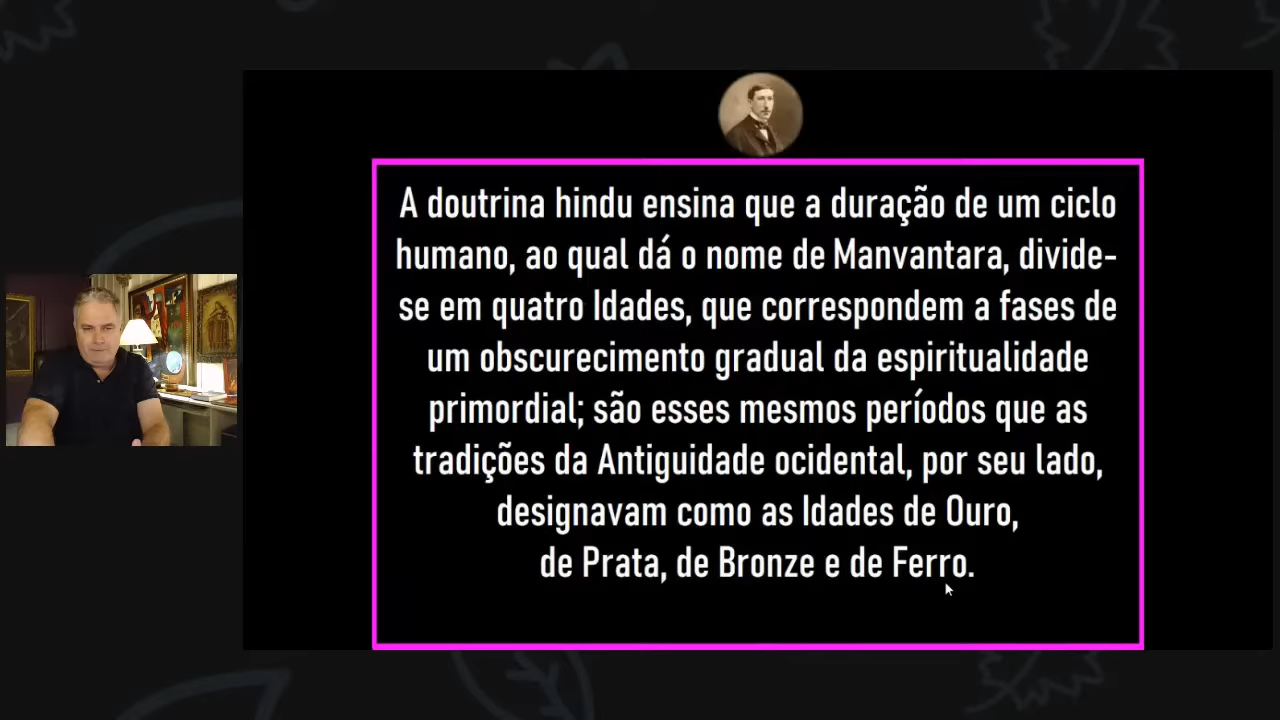 A doutrina hindu ensina que a duração de um ciclo
humano, ao qual dá o nome de Manvantara, divide-
se em quatro Idades, que correspondem a fases de
um obscurecimento gradual da espiritualidade
primordial; são esses mesmos períodos que as
tradições da Antiguidade ocidental, por seu lado,
designavam como as Idades de Ouro,
de Prata, de Bronze e de Ferro.